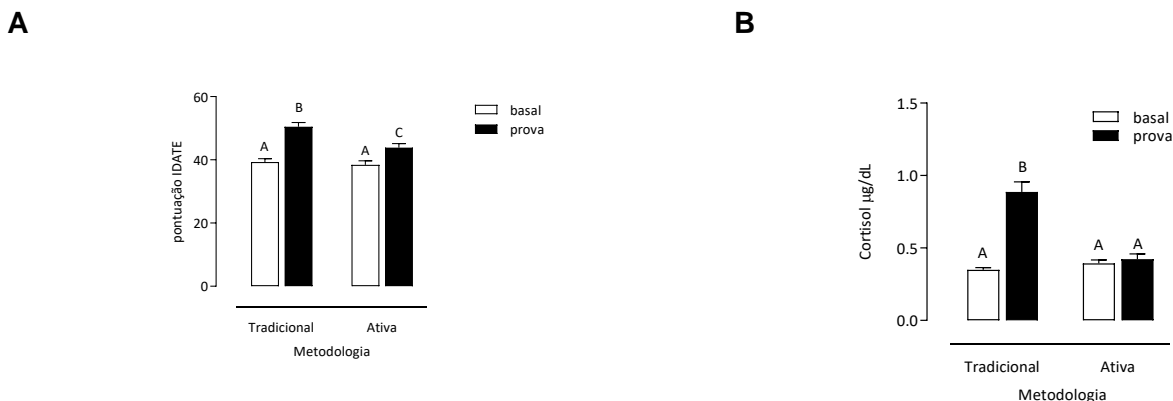 A
60
40
20
0
pontuação IDATE
A
B
A
C
basal
prova
Tradicional
Ativa
Metodologia
B
1.5
1.0
0.5
0.0
Cortisol µg/dL
A
B
A
A
basal
prova
Tradicional
Ativa
Metodologia